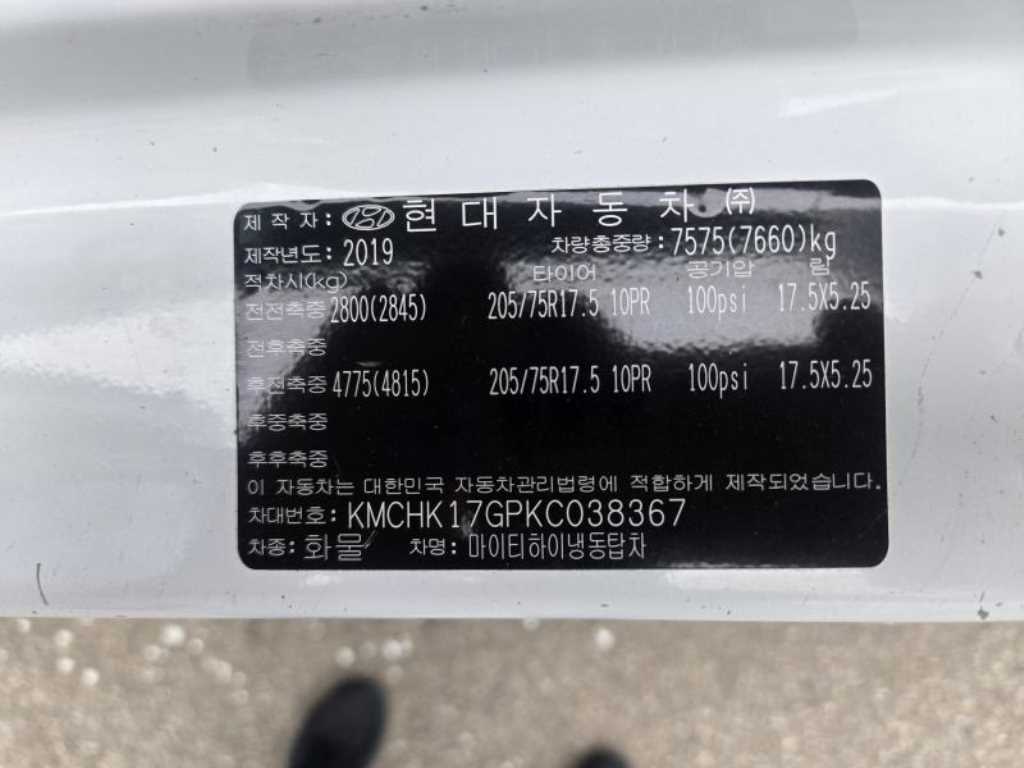 제 작 자 : 현 대 자 동 차 (주)
제작년도 : 2019 차량총중량 : 7575(7660)kg
적차시(kg) 타이어 공기압 림
전전축중 2800(2845) 205/75R17.5 10PR 100psi 17.5X5.25
전후축중
후전축중 4775(4815) 205/75R17.5 10PR 100psi 17.5X5.25
후중축중
후후축중
이 자동차는 대한민국 자동차관리법령에 적합하게 제작되었습니다.
차대번호: KMCHK17GPKC038367
차종: 화물 차명: 마이티하이냉동탑차